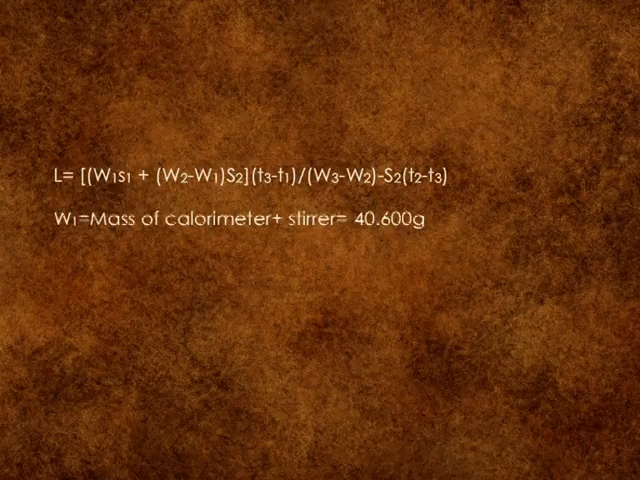 L= [(W₁s₁ + (W₂-W₁)S₂](t₃-t₁)/(W₃-W₂)-S₂(t₂-t₃)
W₁=Mass of calorimeter+ stirrer= 40.600g